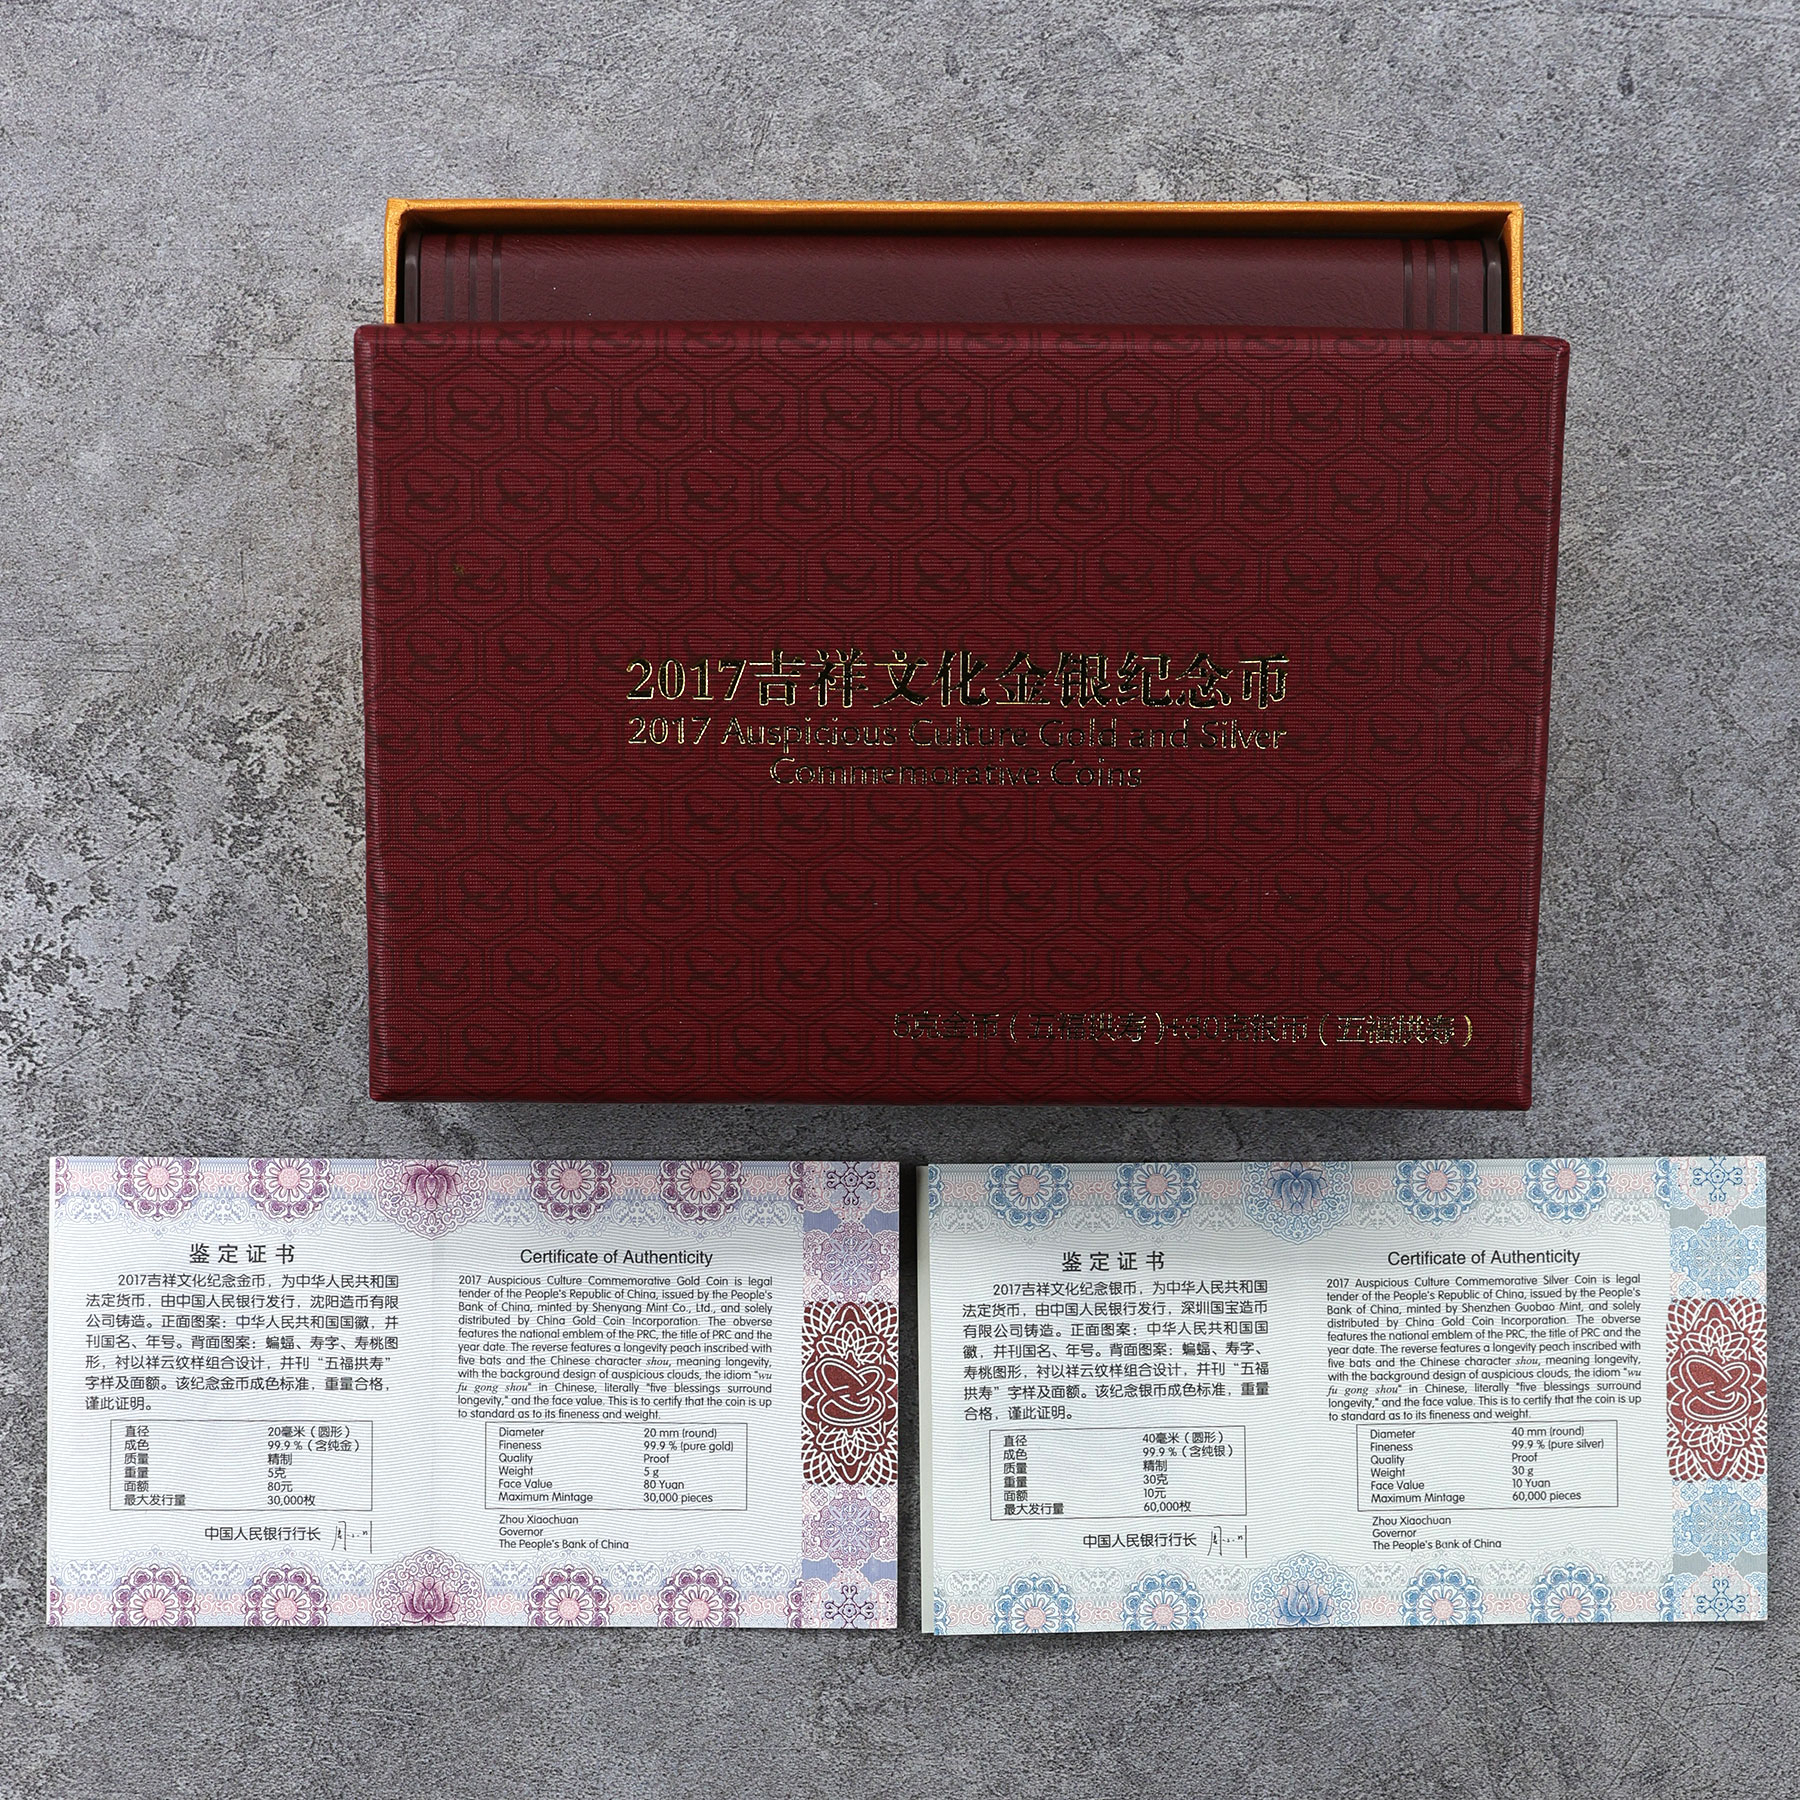 2017吉祥文化金银纪念币
2017 Auspicious Culture Gold and Silver
Commemorative Coins
5克金币(五福拱寿)+30克银币(五福拱寿)
鉴定证书
2017吉祥文化纪念金币，为中华人民共和国
法定货币，由中国人民银行发行，沈阳造币有限
公司铸造。正面图案：中华人民共和国国徽，并
刊国名、年号。背面图案：蝙蝠、寿字、寿桃图
形，衬以祥云纹样组合设计，并刊“五福拱寿”
字样及面额。该纪念金币成色标准，重量合格，
谨此证明。
直径 20毫米（圆形）
成色 99.9％（含纯金）
质量 精制
重量 5克
面额 80元
最大发行量 30,000枚
中国人民银行行长
Certificate of Authenticity
2017 Auspicious Culture Commemorative Gold Coin is legal
tender of the People's Republic of China, issued by the People's
Bank of China, minted by Shenyang Mint Co., Ltd., and solely
distributed by China Gold Coin Incorporation. The obverse
features the national emblem of the PRC, the title of PRC and the
year date. The reverse features a longevity peach inscribed with
five bats and the Chinese character shou, meaning longevity,
with the background design of auspicious clouds, the idiom "wu
fu gong shou" in Chinese, literally "five blessings surround
longevity," and the face value. This is to certify that the coin is up
to standard as to its fineness and weight.
Diameter 20 mm (round)
Fineness 99.9 % (pure gold)
Quality Proof
Weight 5 g
Face Value 80 Yuan
Maximum Mintage 30,000 pieces
Zhou Xiaochuan
Governor
The People's Bank of China
鉴定证书
2017吉祥文化纪念银币，为中华人民共和国
法定货币，由中国人民银行发行，深圳国宝造币
有限公司铸造。正面图案：中华人民共和国国
徽，并刊国名、年号。背面图案：蝙蝠、寿字、
寿桃图形，衬以祥云纹样组合设计，并刊“五福
拱寿”字样及面额。该纪念银币成色标准，重量
合格，谨此证明。
直径 40毫米（圆形）
成色 99.9％（含纯银）
质量 精制
重量 30克
面额 10元
最大发行量 60,000枚
中国人民银行行长
Certificate of Authenticity
2017 Auspicious Culture Commemorative Silver Coin is legal
tender of the People's Republic of China, issued by the People's
Bank of China, minted by Shenzhen Guobao Mint, and solely
distributed by China Gold Coin Incorporation. The obverse
features the national emblem of the PRC, the title of PRC and the
year date. The reverse features a longevity peach inscribed with
five bats and the Chinese character shou, meaning longevity,
with the background design of auspicious clouds, the idiom "wu
fu gong shou" in Chinese, literally "five blessings surround
longevity," and the face value. This is to certify that the coin is up
to standard as to its fineness and weight.
Diameter 40 mm (round)
Fineness 99.9 % (pure silver)
Quality Proof
Weight 30 g
Face Value 10 Yuan
Maximum Mintage 60,000 pieces
Zhou Xiaochuan
Governor
The People's Bank of China